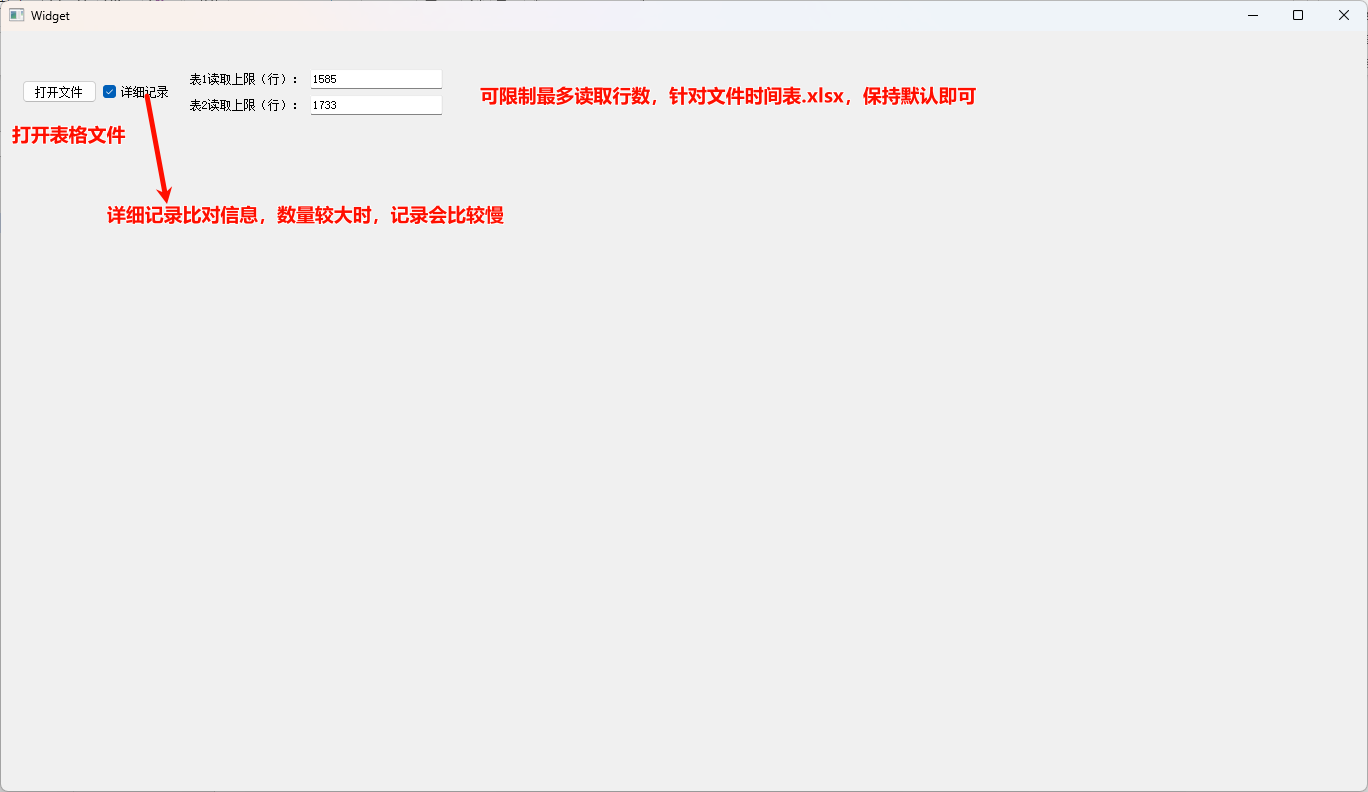 Widget
表1读取上限（行）： 1585
打开文件 详细记录
可限制最多读取行数，针对文件时间表.xlsx，保持默认即可
表2读取上限（行）： 1733
打开表格文件
详细记录比对信息，数量较大时，记录会比较慢